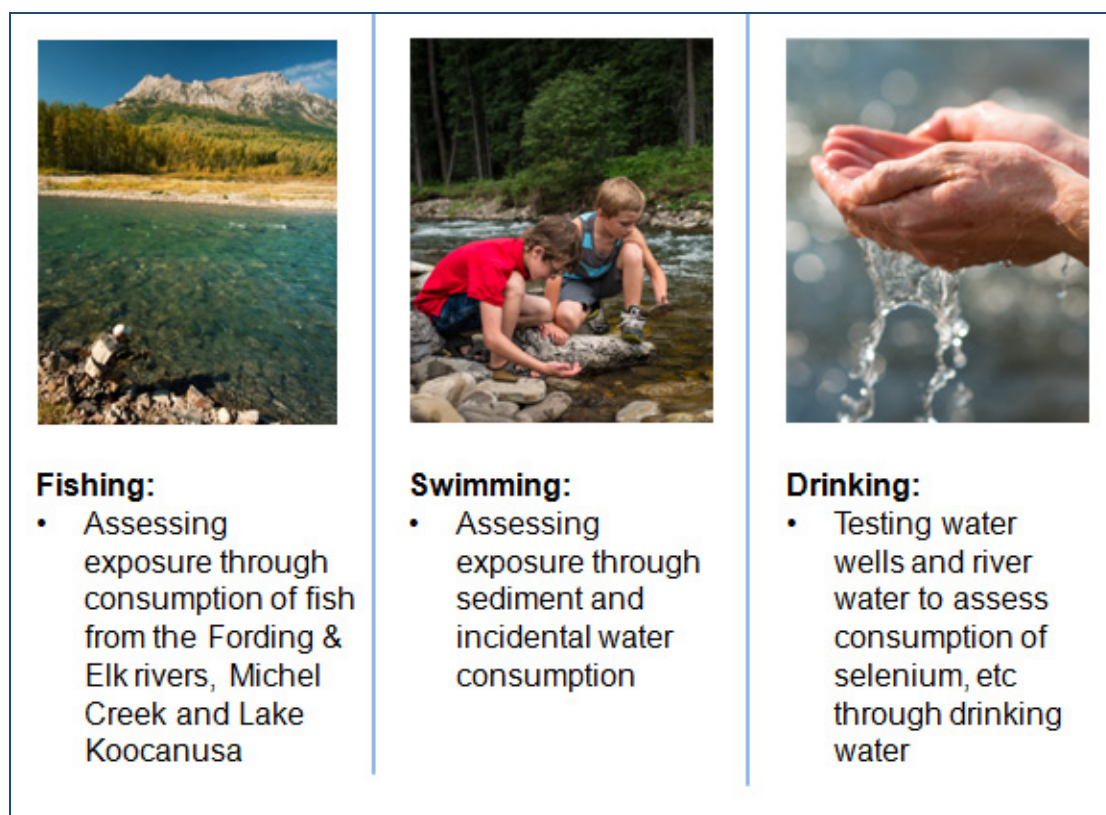 Fishing:
• Assessing
exposure through
consumption of fish
from the Fording &
Elk rivers, Michel
Creek and Lake
Koocanusa
Swimming:
• Assessing
exposure through
sediment and
incidental water
consumption
Drinking:
• Testing water
wells and river
water to assess
consumption of
selenium, etc
through drinking
water